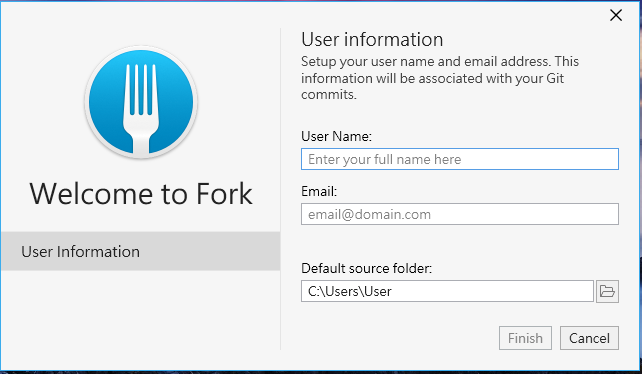 Welcome to Fork
User Information
User information
Setup your user name and email address. This
information will be associated with your Git
commits.
User Name:
Enter your full name here
Email:
email@domain.com
Default source folder:
C:\Users\User
Finish
Cancel